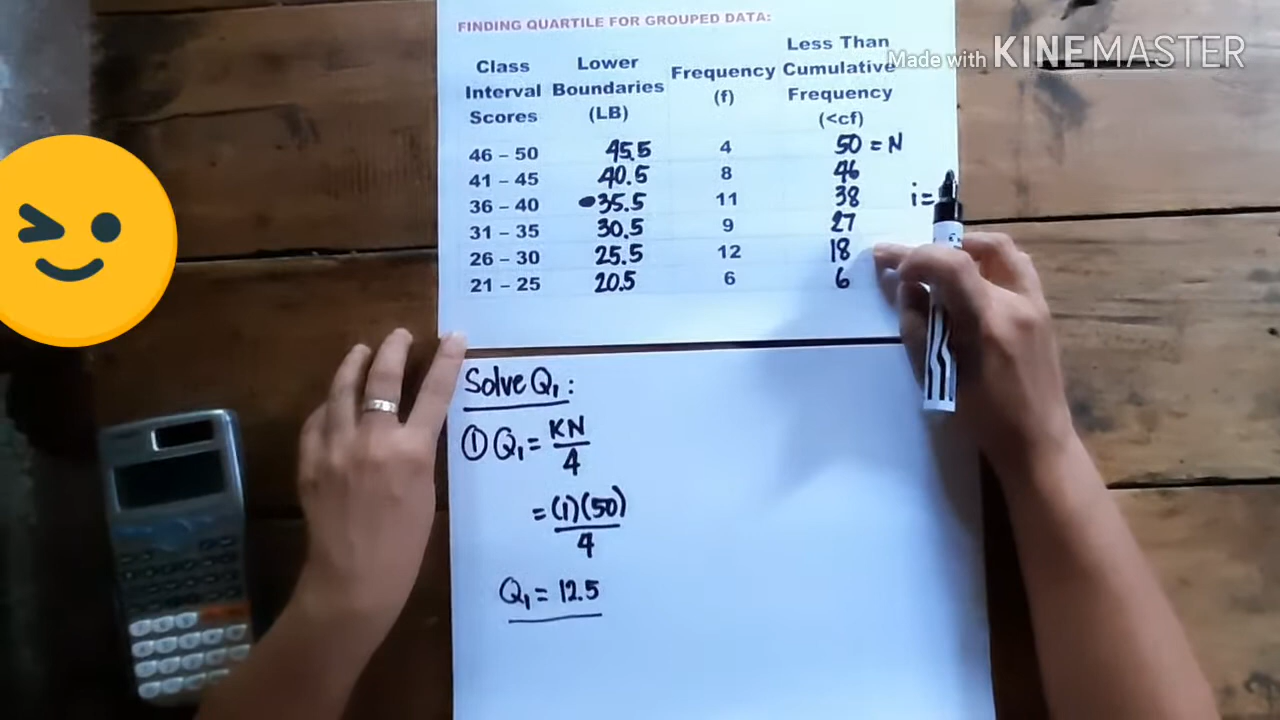 FINDING QUARTILE FOR GROUPED DATA:
Made with KINEMASTER
Class Interval Scores Lower Boundaries (LB) Frequency (f) Less Than Cumulative Frequency (<cf)
46 – 50 45.5 4 50 = N
41 – 45 40.5 8 46
36 – 40 35.5 11 38 i=
31 – 35 30.5 9 27
26 – 30 25.5 12 18
21 – 25 20.5 6 6
Solve Q₁:
① Q₁ = KN/4
= (1)(50)/4
Q₁ = 12.5